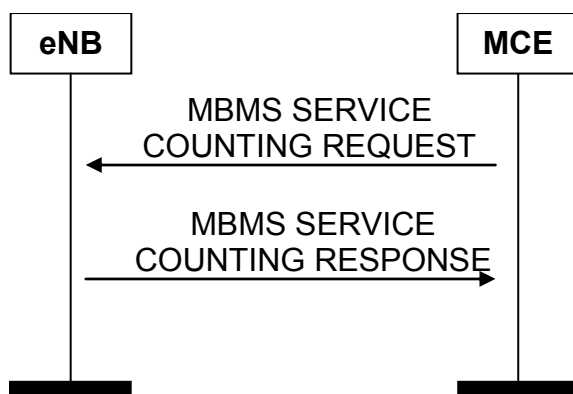 eNB
MCE
MBMS SERVICE
COUNTING REQUEST
MBMS SERVICE
COUNTING RESPONSE